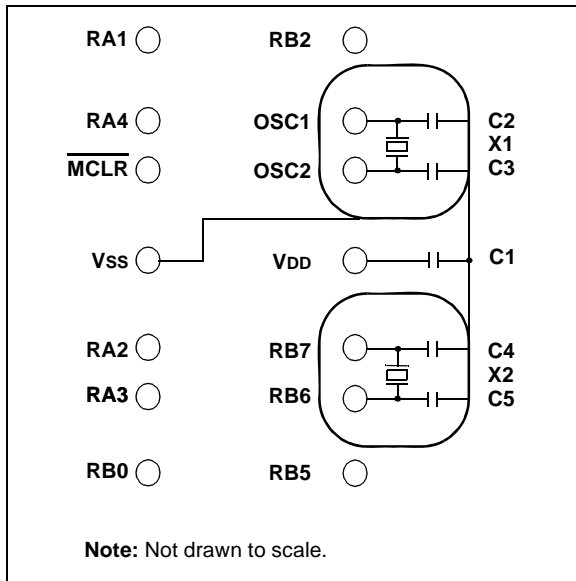 RA1 RB2
RA4 OSC1 C2
X1
MCLR OSC2 C3
VSS VDD C1
RA2 RB7 C4
X2
RA3 RB6 C5
RB0 RB5
Note: Not drawn to scale.